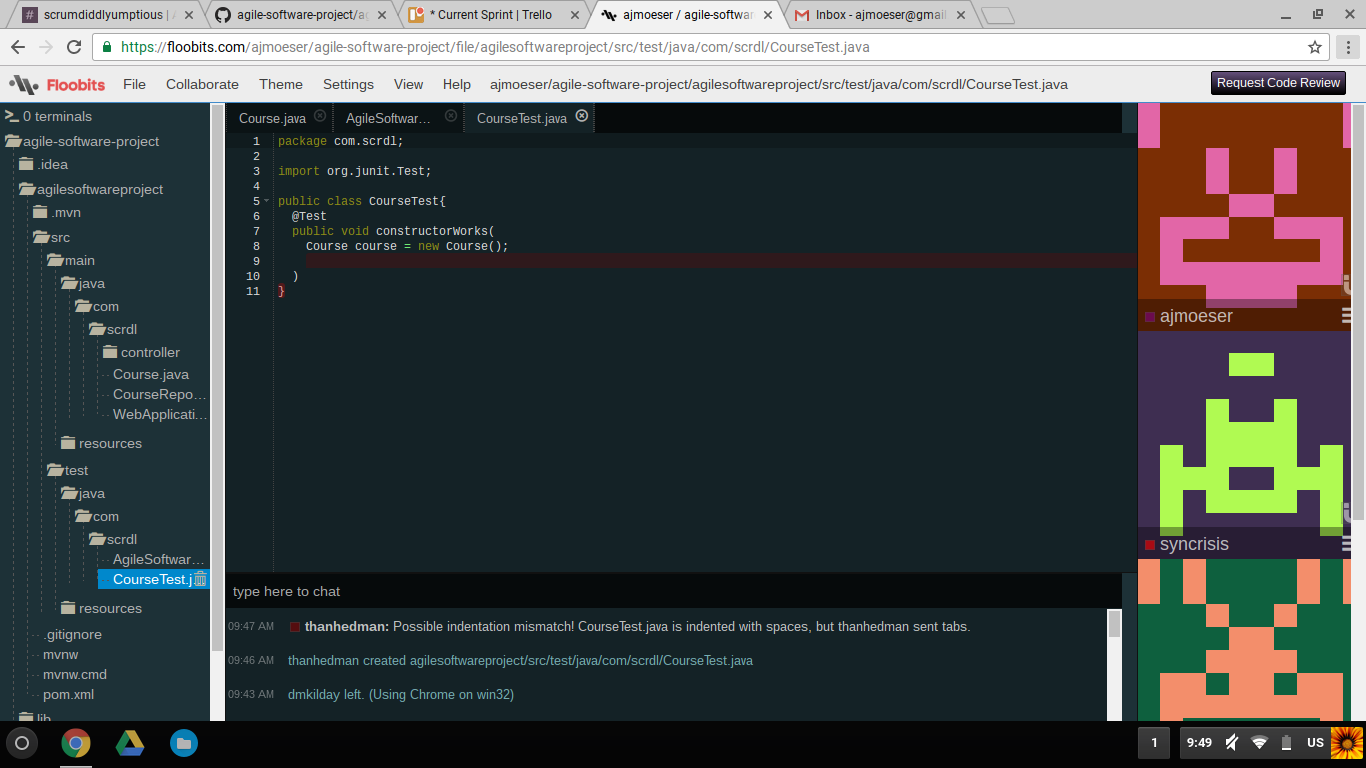 scrumdiddlyumptious | A
agile-software-project/ag
* Current Sprint | Trello
ajmoeser / agile-softwar
Inbox - ajmoeser@gmail
https://floobits.com/ajmoeser/agile-software-project/file/agilesoftwareproject/src/test/java/com/scrdl/CourseTest.java
Floobits File Collaborate Theme Settings View Help ajmoeser/agile-software-project/agilesoftwareproject/src/test/java/com/scrdl/CourseTest.java Request Code Review
0 terminals
agile-software-project
.idea
agilesoftwareproject
.mvn
src
main
java
com
scrdl
controller
Course.java
CourseRepo...
WebApplicati...
resources
test
java
com
scrdl
AgileSoftwar...
CourseTest.j
resources
.gitignore
mvnw
mvnw.cmd
pom.xml
lib
Course.java AgileSoftwar... CourseTest.java
1 package com.scrdl;
2
3 import org.junit.Test;
4
5 public class CourseTest{
6 @Test
7 public void constructorWorks(
8 Course course = new Course();
9
10 )
11 }
type here to chat
09:47 AM thanhedman: Possible indentation mismatch! CourseTest.java is indented with spaces, but thanhedman sent tabs.
09:46 AM thanhedman created agilesoftwareproject/src/test/java/com/scrdl/CourseTest.java
09:43 AM dmkilday left. (Using Chrome on win32)
ajmoeser
syncrisis
1 9:49 US